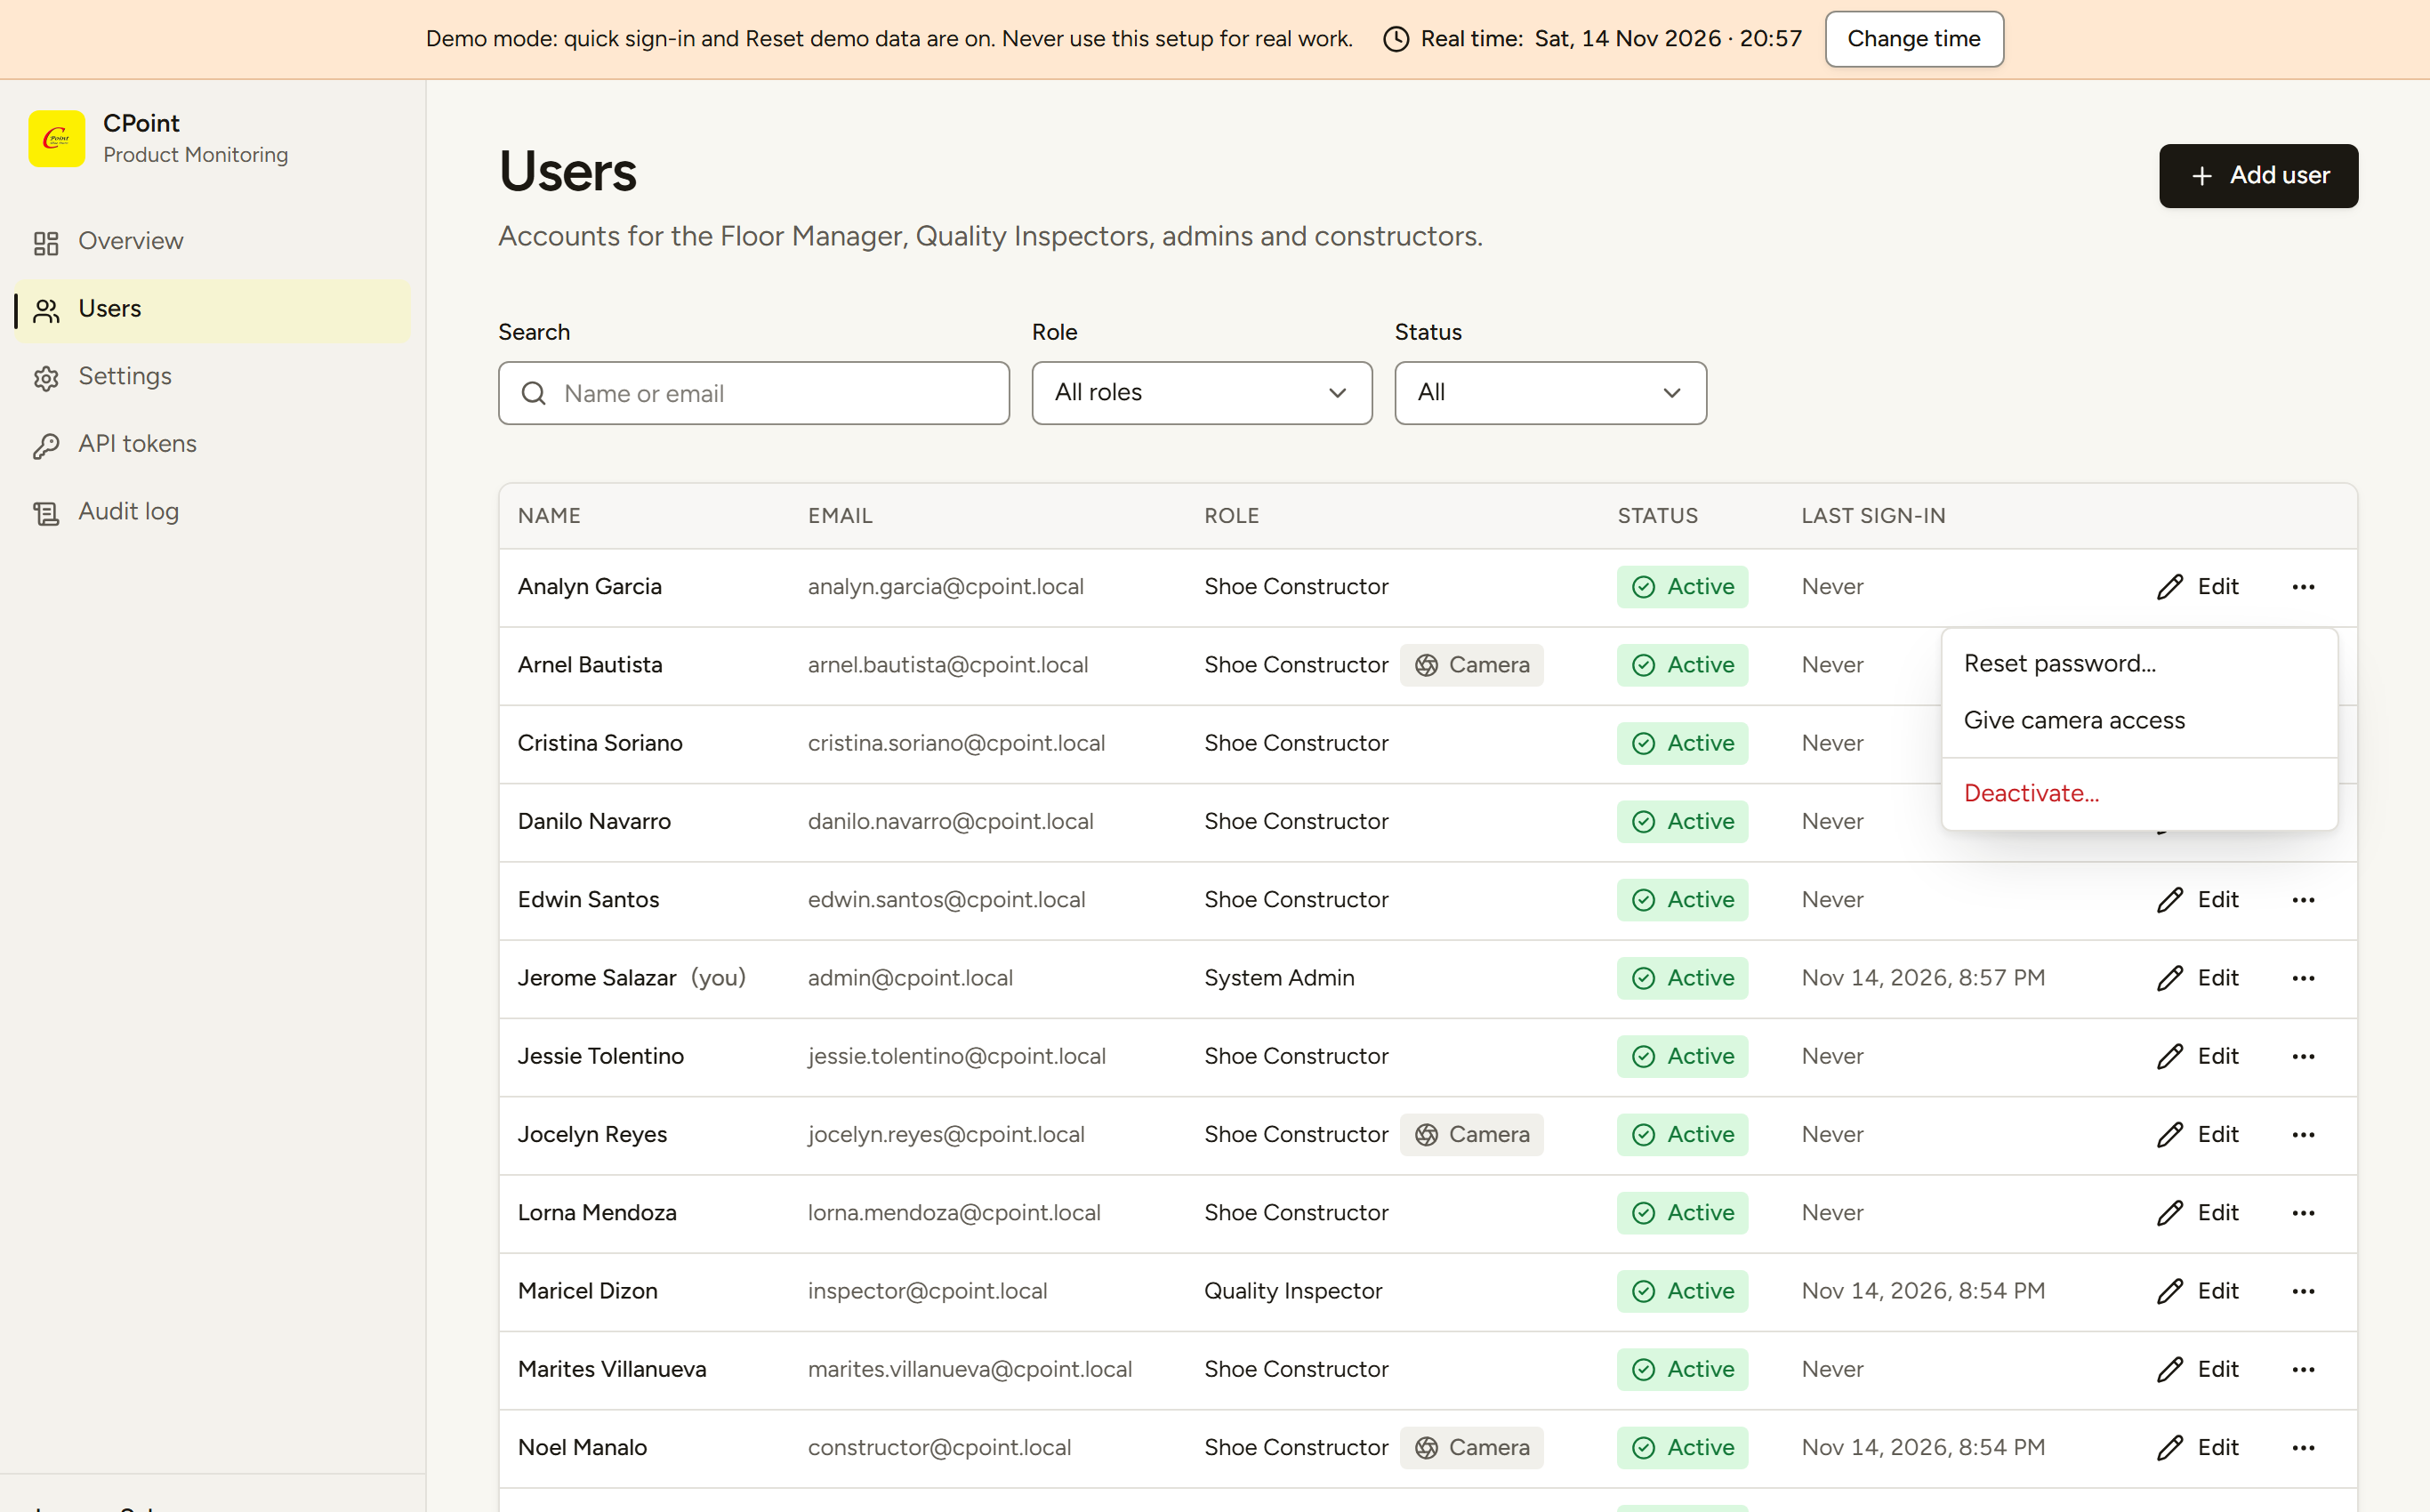 Demo mode: quick sign-in and Reset demo data are on. Never use this setup for real work. Real time: Sat, 14 Nov 2026 · 20:57 Change time
CPoint
Product Monitoring
Overview
Users
Settings
API tokens
Audit log
Users
Add user
Accounts for the Floor Manager, Quality Inspectors, admins and constructors.
Search Role Status
Name or email All roles All
NAME EMAIL ROLE STATUS LAST SIGN-IN
Analyn Garcia analyn.garcia@cpoint.local Shoe Constructor Active Never Edit
Arnel Bautista arnel.bautista@cpoint.local Shoe Constructor Camera Active Never
Reset password...
Give camera access
Deactivate...
Cristina Soriano cristina.soriano@cpoint.local Shoe Constructor Active Never
Danilo Navarro danilo.navarro@cpoint.local Shoe Constructor Active Never
Edwin Santos edwin.santos@cpoint.local Shoe Constructor Active Never Edit
Jerome Salazar (you) admin@cpoint.local System Admin Active Nov 14, 2026, 8:57 PM Edit
Jessie Tolentino jessie.tolentino@cpoint.local Shoe Constructor Active Never Edit
Jocelyn Reyes jocelyn.reyes@cpoint.local Shoe Constructor Camera Active Never Edit
Lorna Mendoza lorna.mendoza@cpoint.local Shoe Constructor Active Never Edit
Maricel Dizon inspector@cpoint.local Quality Inspector Active Nov 14, 2026, 8:54 PM Edit
Marites Villanueva marites.villanueva@cpoint.local Shoe Constructor Active Never Edit
Noel Manalo constructor@cpoint.local Shoe Constructor Camera Active Nov 14, 2026, 8:54 PM Edit